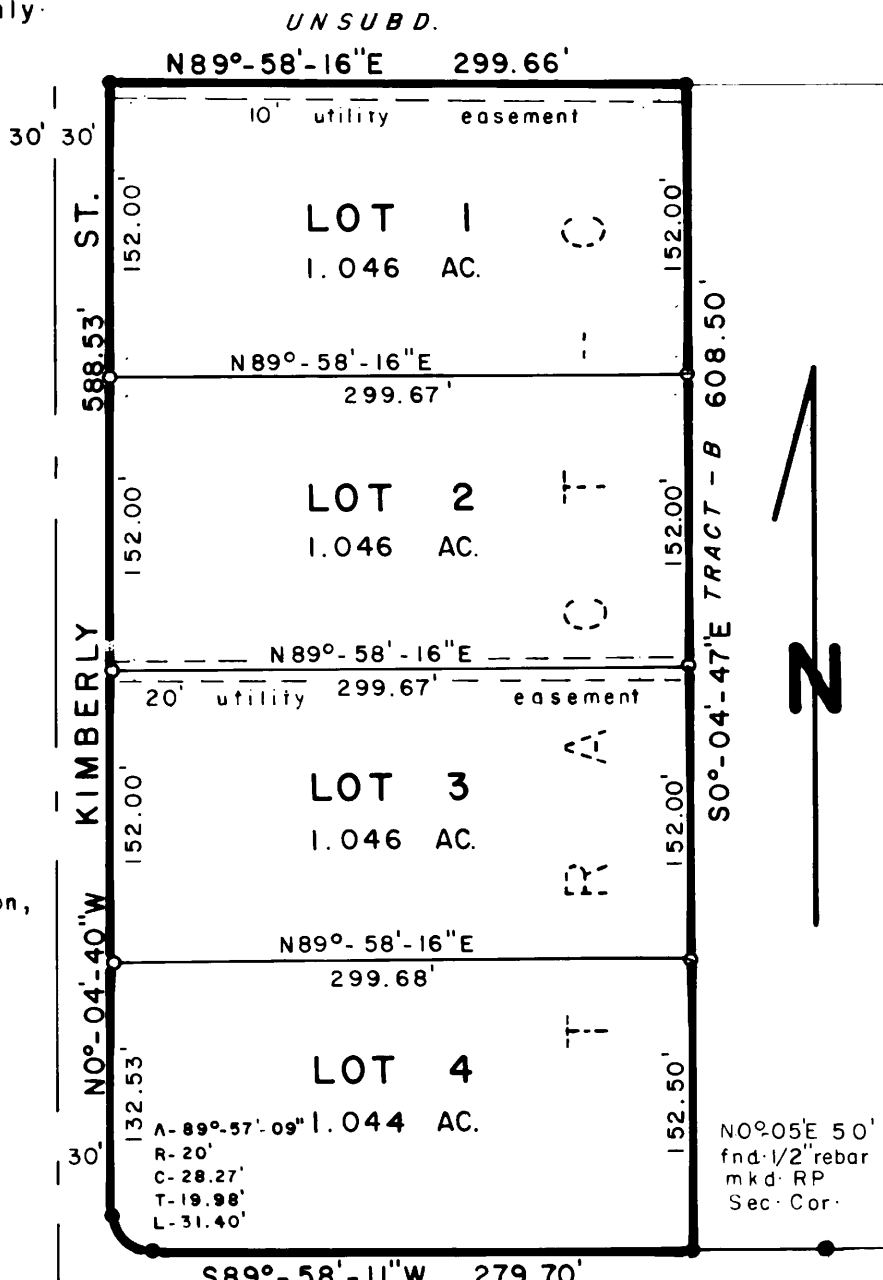 UNSUBD.
N89°-58'-16"E 299.66'
10' utility easement
30' 30'
152.00'
LOT 1
1.046 AC.
152.00'
KIMBERLY ST.
N0°-04'-40"W 588.53'
N89°-58'-16"E
299.67'
152.00'
LOT 2
1.046 AC.
152.00'
S0°-04'-47"E 608.50'
TRACT - B
TRACT - C
N89°-58'-16"E
299.67'
20' utility easement
152.00'
LOT 3
1.046 AC.
152.00'
N
N89°-58'-16"E
299.68'
132.53'
LOT 4
1.044 AC.
152.50'
30'
Λ-89°-57'-09"
R-20'
C-28.27'
T-19.98'
L-31.40'
N0°-05'E 50'
fnd. 1/2" rebar
mkd. RP
Sec. Cor.
S89°-58'-11"W 279.70'